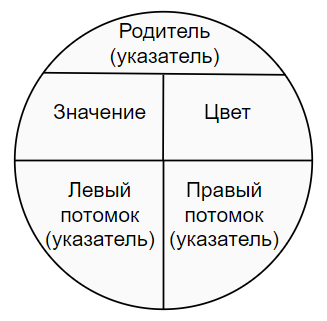 Родитель
(указатель)
Значение
Цвет
Левый
потомок
(указатель)
Правый
потомок
(указатель)